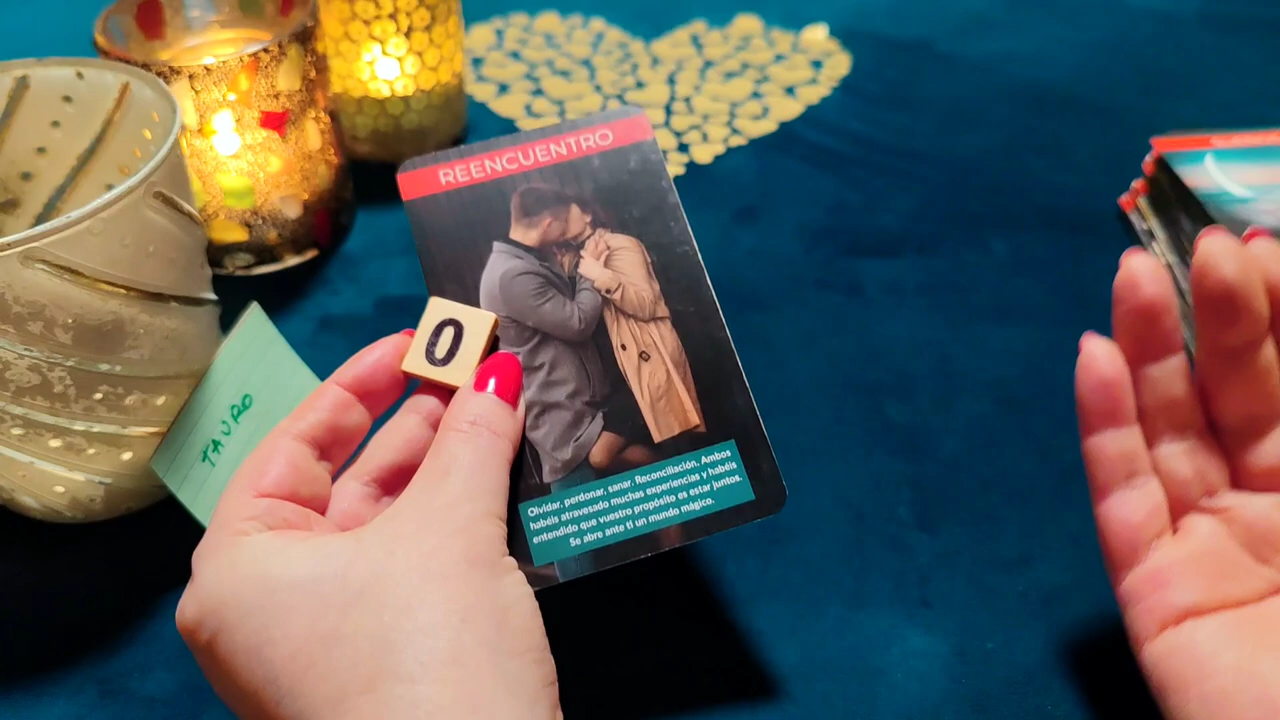 REENCUENTRO
0
TAURO
Olvidar, perdonar, sanar. Reconciliación. Ambos
habéis atravesado muchas experiencias y habéis
entendido que vuestro propósito es estar juntos.
Se abre ante tí un mundo mágico.